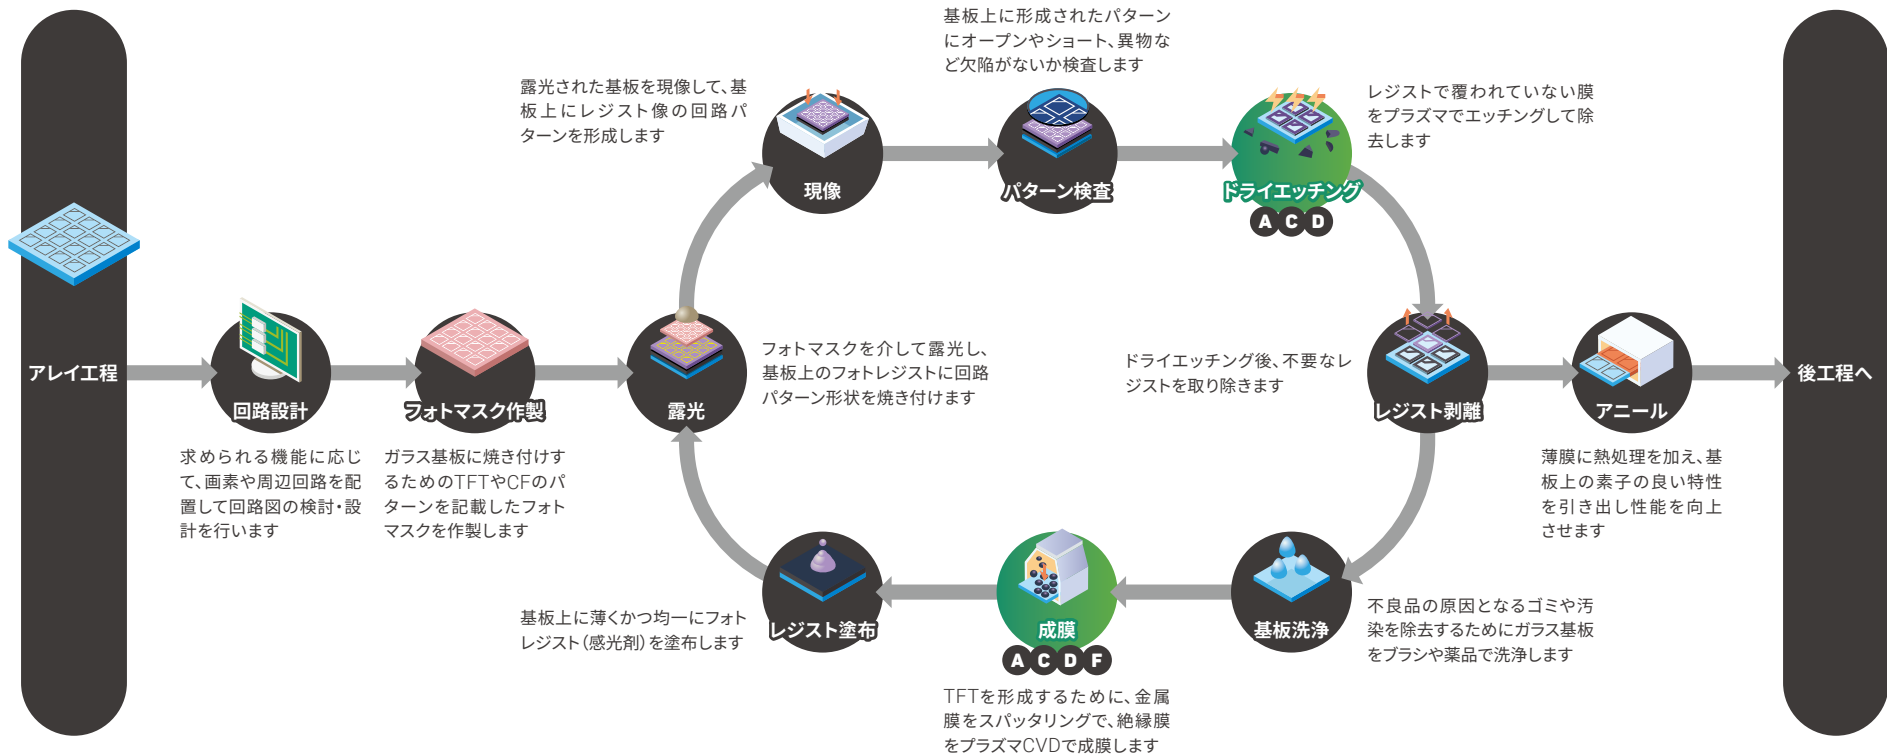 アレイ工程
回路設計
求められる機能に応じ
て、画素や周辺回路を配
置して回路図の検討・設
計を行います
フォトマスク作製
ガラス基板に焼き付けす
るためのTFTやCFのパ
ターンを記載したフォト
マスクを作製します
露光
フォトマスクを介して露光し、
基板上のフォトレジストに回路
パターン形状を焼き付けます
露光された基板を現像して、基
板上にレジスト像の回路パ
ターンを形成します
現像
基板上に形成されたパターン
にオープンやショート、異物な
ど欠陥がないか検査します
パターン検査
ドライエッチング
A C D
レジストで覆われていない膜
をプラズマでエッチングして除
去します
ドライエッチング後、不要なレ
ジストを取り除きます
レジスト剥離
アニール
薄膜に熱処理を加え、基
板上の素子の良い特性
を引き出し性能を向上
させます
後工程へ
基板洗浄
不良品の原因となるゴミや汚
染を除去するためにガラス基板
をブラシや薬品で洗浄します
成膜
A C D F
TFTを形成するために、金属
膜をスパッタリングで、絶縁膜
をプラズマCVDで成膜します
レジスト塗布
基板上に薄くかつ均一にフォト
レジスト（感光剤）を塗布します